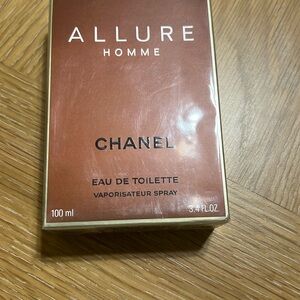 ALLURE
HOMME
CHANEL
EAU DE TOILETTE
VAPORISATEUR SPRAY
100 ml 3.4 FL.OZ